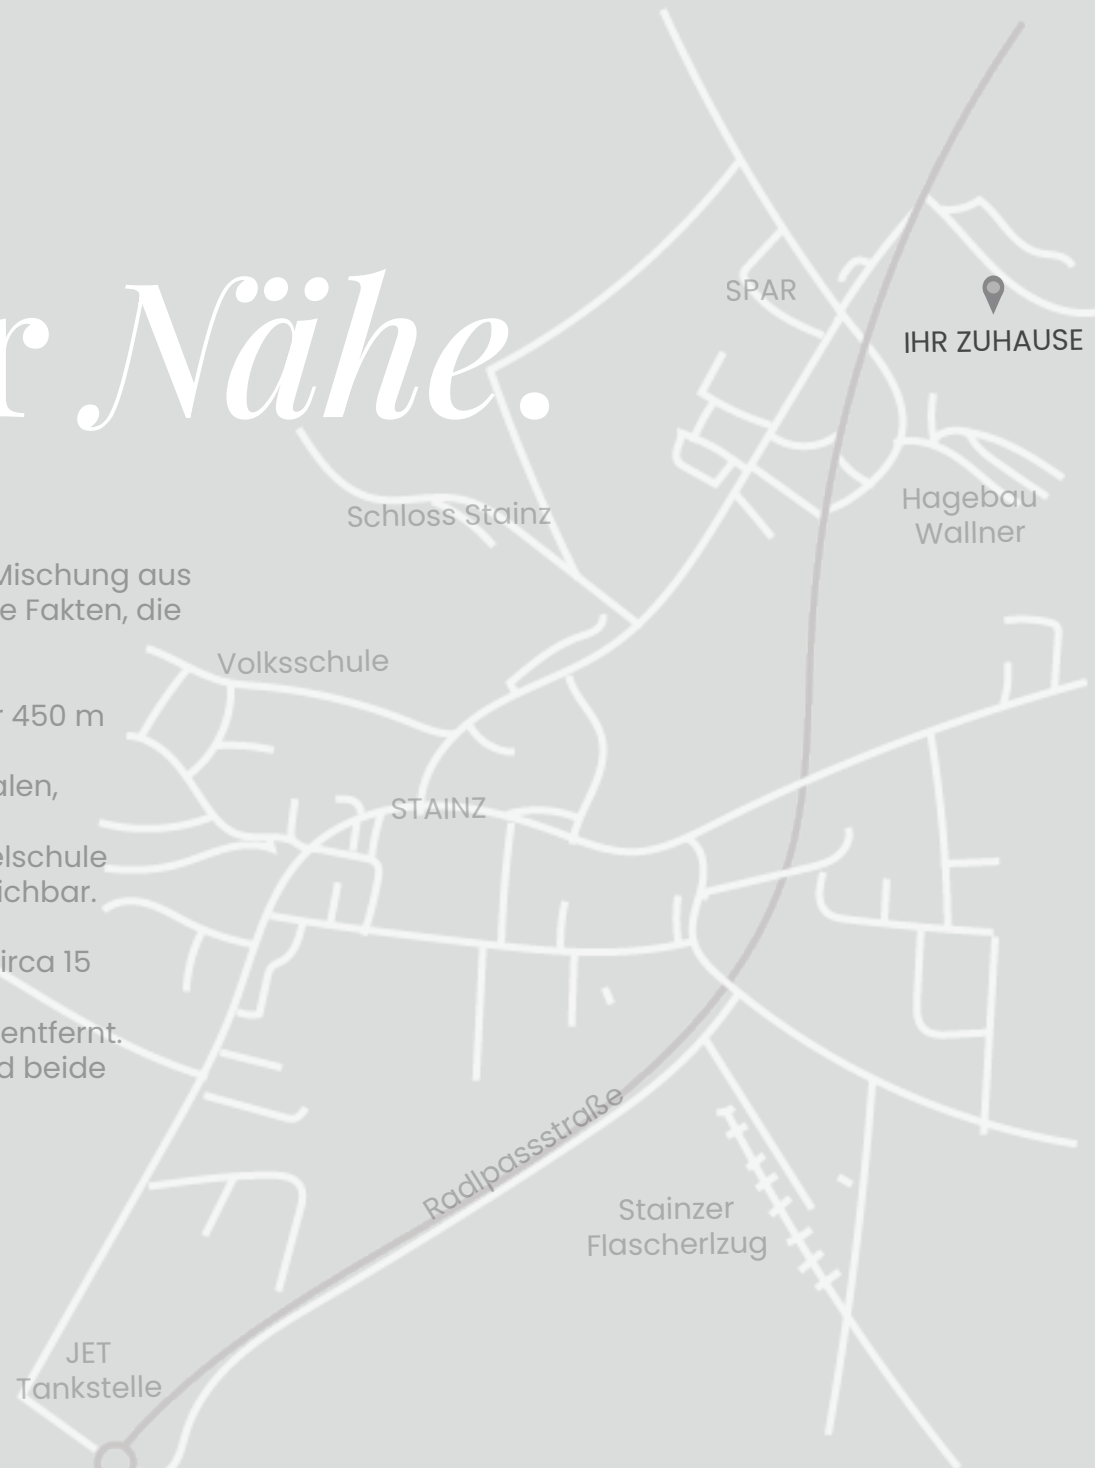 SPAR
IHR ZUHAUSE
r Nähe.
Hagebau
Wallner
Schloss Stainz
Mischung aus
e Fakten, die
Volksschule
r 450 m
alen,
STAINZ
elschule
ichbar.
irca 15
entfernt.
d beide
Radlpassstraße
Stainzer
Flascherlzug
JET
Tankstelle